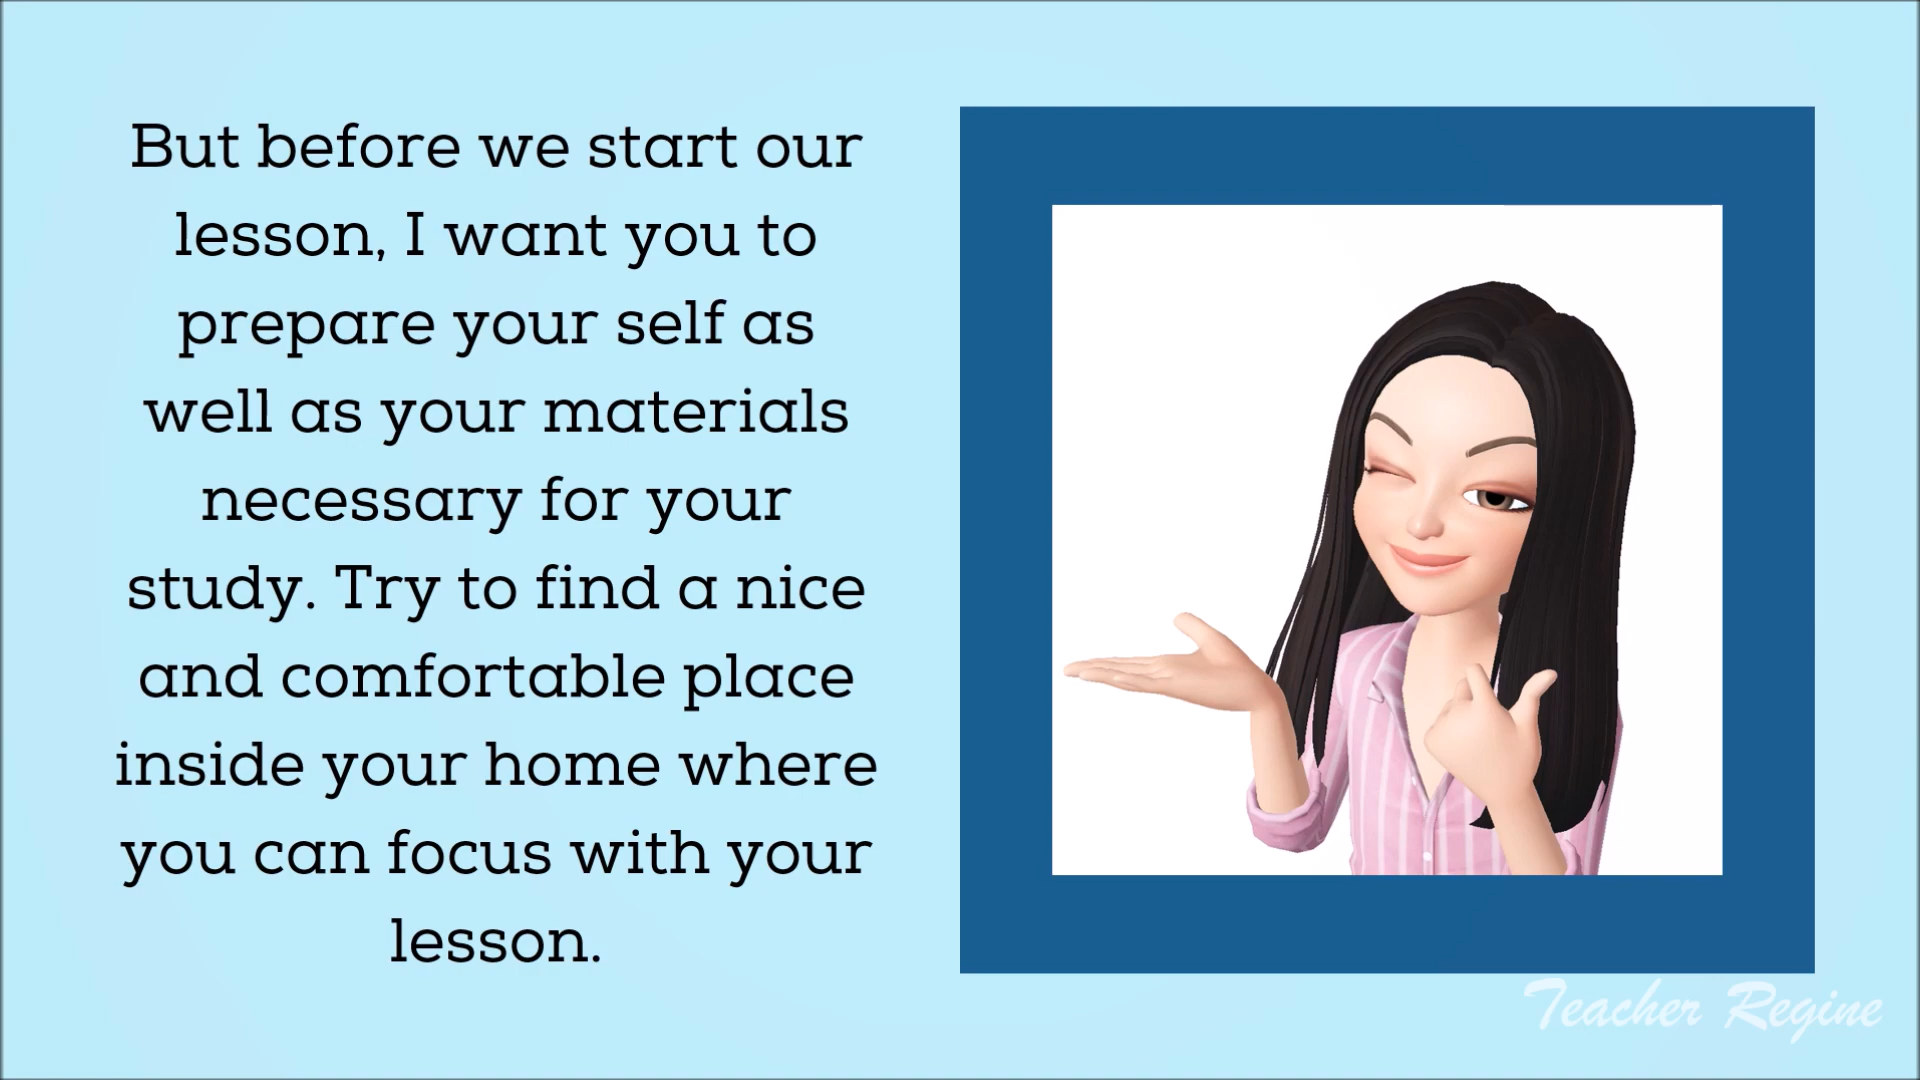 But before we start our
lesson, I want you to
prepare your self as
well as your materials
necessary for your
study. Try to find a nice
and comfortable place
inside your home where
you can focus with your
lesson.
Teacher Regine